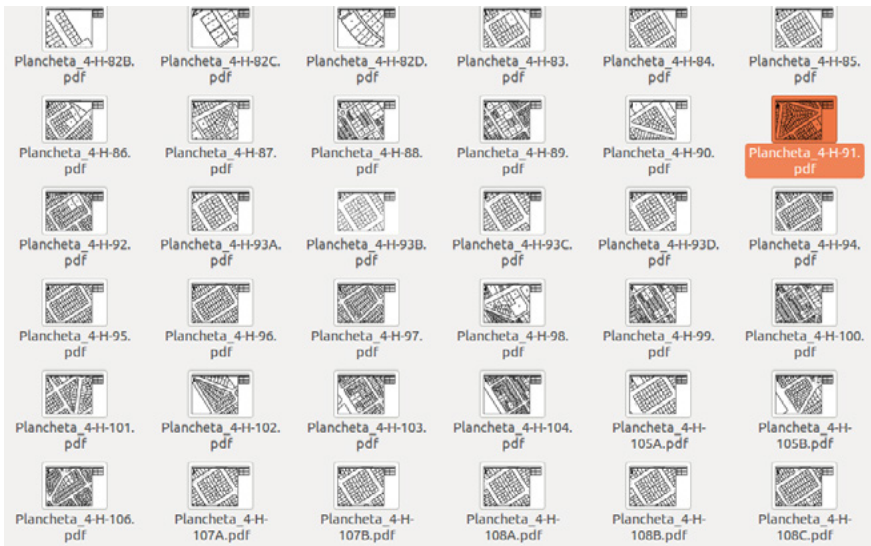 Plancheta_4-H-82B. Plancheta_4-H-82C. Plancheta_4-H-82D. Plancheta_4-H-83. Plancheta_4-H-84. Plancheta_4-H-85.
pdf pdf pdf pdf pdf pdf
Plancheta_4-H-86. Plancheta_4-H-87. Plancheta_4-H-88. Plancheta_4-H-89. Plancheta_4-H-90. Plancheta_4-H-91.
pdf pdf pdf pdf pdf pdf
Plancheta_4-H-92. Plancheta_4-H-93A. Plancheta_4-H-93B. Plancheta_4-H-93C. Plancheta_4-H-93D. Plancheta_4-H-94.
pdf pdf pdf pdf pdf pdf
Plancheta_4-H-95. Plancheta_4-H-96. Plancheta_4-H-97. Plancheta_4-H-98. Plancheta_4-H-99. Plancheta_4-H-100.
pdf pdf pdf pdf pdf pdf
Plancheta_4-H-101. Plancheta_4-H-102. Plancheta_4-H-103. Plancheta_4-H-104. Plancheta_4-H- Plancheta_4-H-
pdf pdf pdf pdf 105A.pdf 105B.pdf
Plancheta_4-H-106. Plancheta_4-H- Plancheta_4-H- Plancheta_4-H- Plancheta_4-H- Plancheta_4-H-
pdf 107A.pdf 107B.pdf 108A.pdf 108B.pdf 108C.pdf